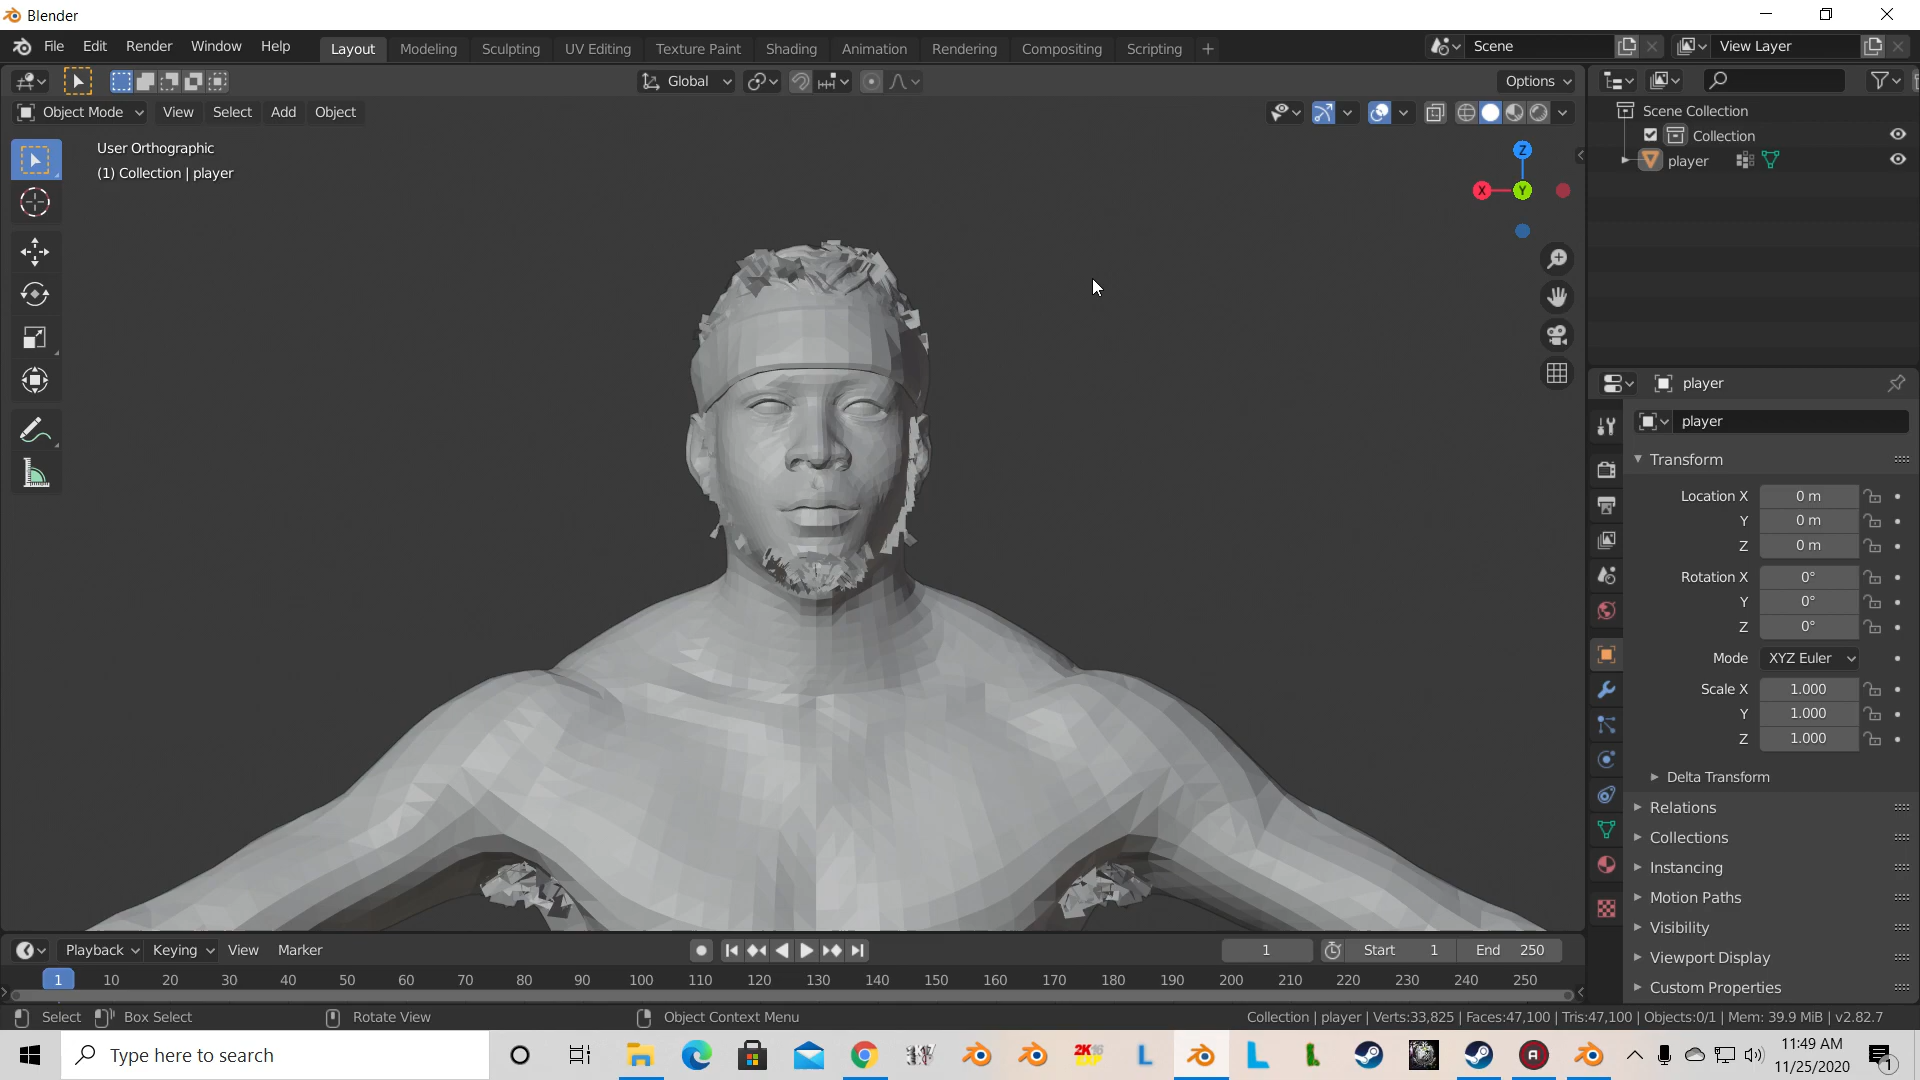 Blender
File Edit Render Window Help Layout Modeling Sculpting UV Editing Texture Paint Shading Animation Rendering Compositing Scripting + Scene View Layer
Global Options
Object Mode View Select Add Object
User Orthographic
(1) Collection | player
Z
X Y
Scene Collection
Collection
player
player
player
Transform
Location X 0 m
Y 0 m
Z 0 m
Rotation X 0°
Y 0°
Z 0°
Mode XYZ Euler
Scale X 1.000
Y 1.000
Z 1.000
Delta Transform
Relations
Collections
Instancing
Motion Paths
Visibility
Viewport Display
Custom Properties
Playback Keying View Marker 1 Start 1 End 250
1 10 20 30 40 50 60 70 80 90 100 110 120 130 140 150 160 170 180 190 200 210 220 230 240 250
Select Box Select Rotate View Object Context Menu Collection | player | Verts:33,825 | Faces:47,100 | Tris:47,100 | Objects:0/1 | Mem: 39.9 MiB | v2.82.7
Type here to search
11:49 AM
11/25/2020
1